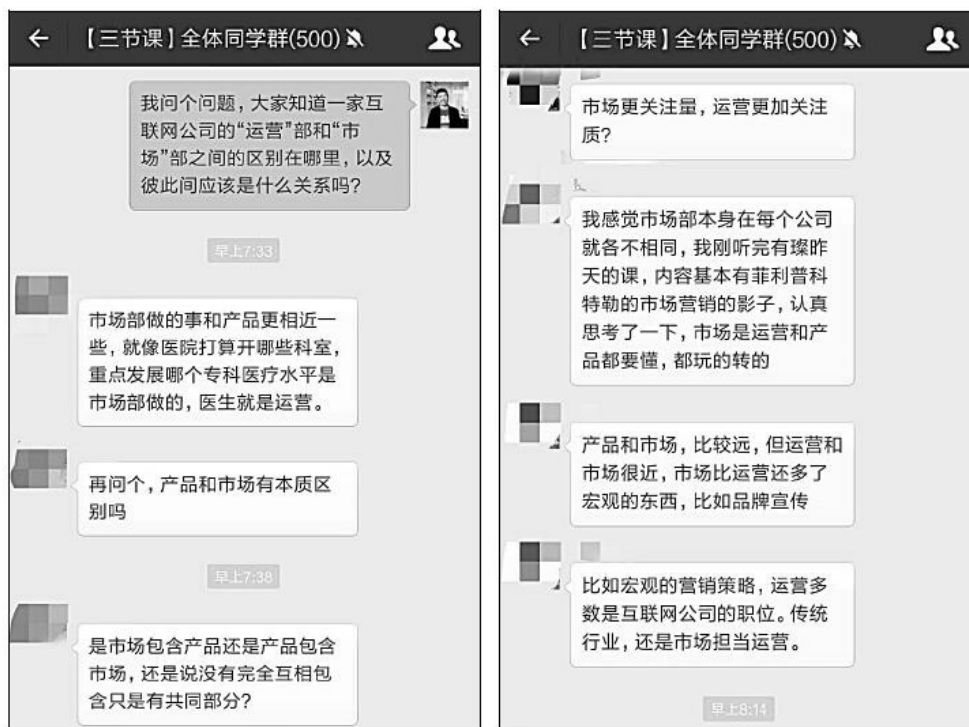 【三节课】全体同学群(500)
我问个问题，大家知道一家互
联网公司的“运营”部和“市
场”部之间的区别在哪里，以及
彼此间应该是什么关系吗？
早上7:33
市场部做的事和产品更相近一
些，就像医院打算开哪些科室，
重点发展哪个专科医疗水平是
市场部做的，医生就是运营。
再问个，产品和市场有本质区
别吗
早上7:38
是市场包含产品还是产品包含
市场，还是说没有完全互相包
含只是有共同部分？
【三节课】全体同学群(500)
市场更关注量，运营更加关注
质？
我感觉市场部本身在每个公司
就各不相同，我刚听完有璨昨
天的课，内容基本有菲利普科
特勒的市场营销的影子，认真
思考了一下，市场是运营和产
品都要懂，都玩的转的
产品和市场，比较远，但运营和
市场很近，市场比运营还多了
宏观的东西，比如品牌宣传
比如宏观的营销策略，运营多
数是互联网公司的职位。传统
行业，还是市场担当运营。
早上8:14